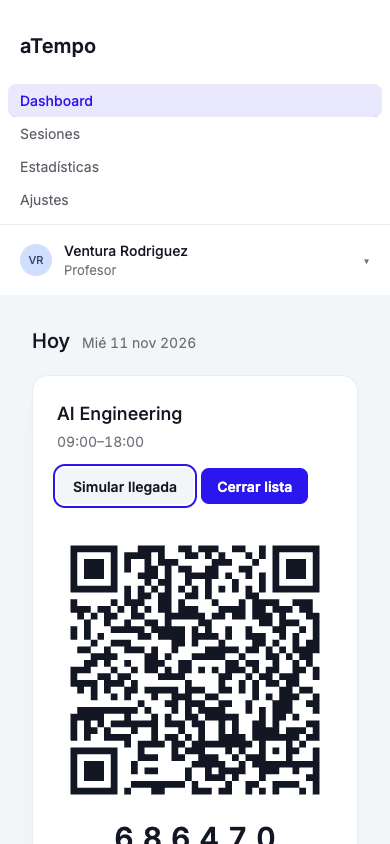 aTempo
Dashboard
Sesiones
Estadísticas
Ajustes
VR
Ventura Rodriguez
Profesor
Hoy Mié 11 nov 2026
AI Engineering
09:00–18:00
Simular llegada Cerrar lista
686470